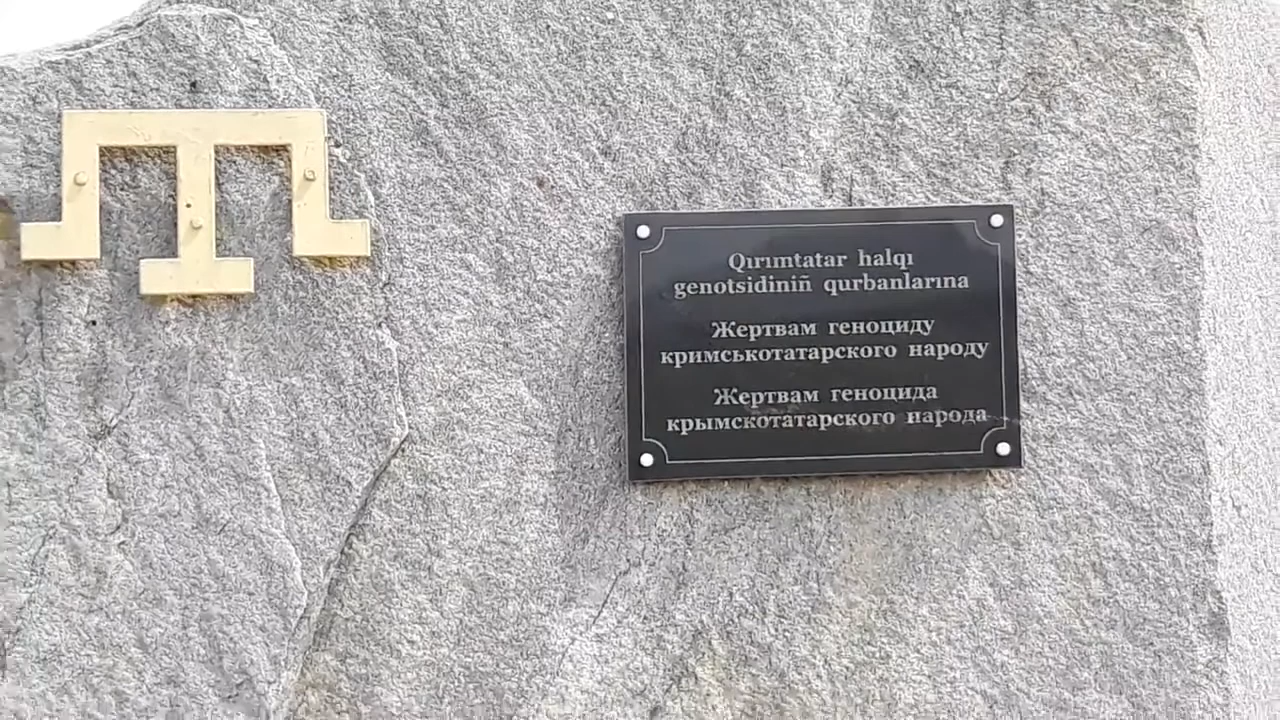 Qırımtatar halqı
genotsidiniñ qurbanlarına
Жертвам геноциду
кримськотатарского народу
Жертвам геноцида
крымскотатарского народа